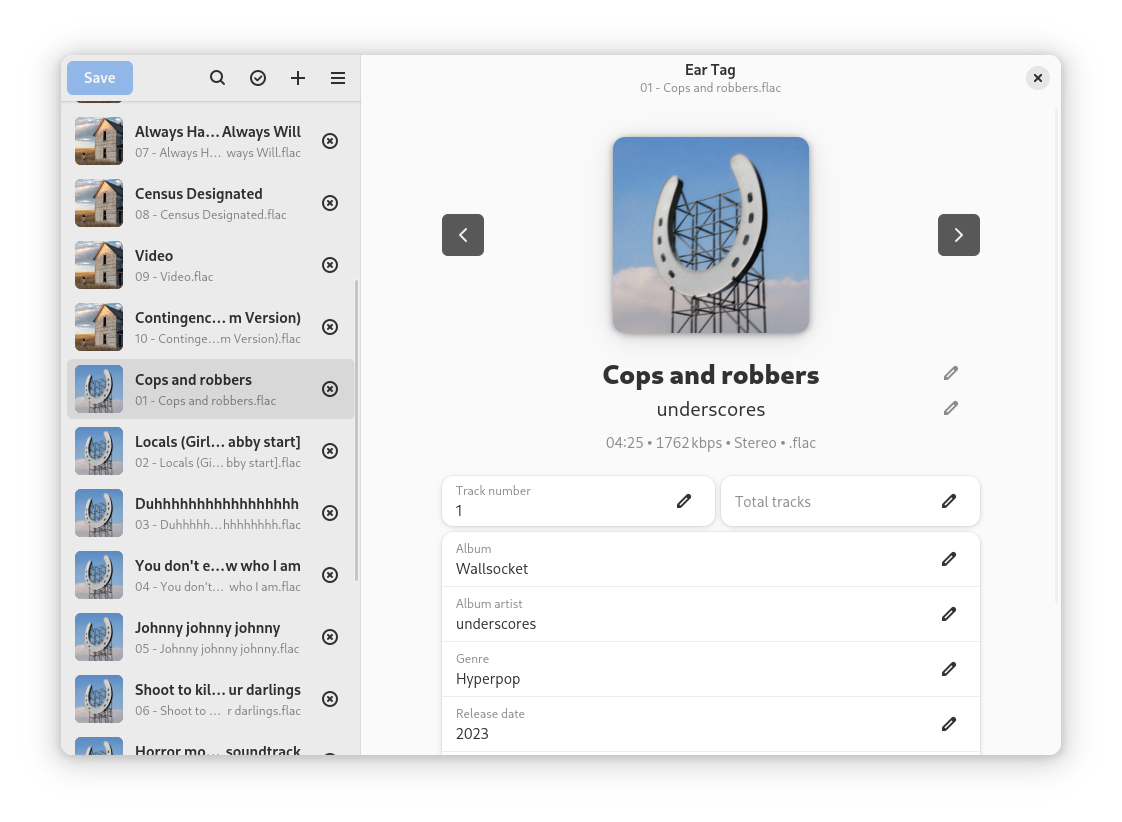 Save
Always Ha… Always Will
07 - Always H… ways Will.flac
Census Designated
08 - Census Designated.flac
Video
09 - Video.flac
Contingenc… m Version)
10 - Continge…m Version).flac
Cops and robbers
01 - Cops and robbers.flac
Locals (Girl… abby start]
02 - Locals (Gi… bby start].flac
Duhhhhhhhhhhhhhhhhh
03 - Duhhhhh…hhhhhhhh.flac
You don't e…w who I am
04 - You don't… who I am.flac
Johnny johnny johnny
05 - Johnny johnny johnny.flac
Shoot to kil… ur darlings
06 - Shoot to … r darlings.flac
Horror mo… soundtrack
Ear Tag
01 - Cops and robbers.flac
Cops and robbers
underscores
04:25 • 1762 kbps • Stereo • .flac
Track number
1
Total tracks
Album
Wallsocket
Album artist
underscores
Genre
Hyperpop
Release date
2023